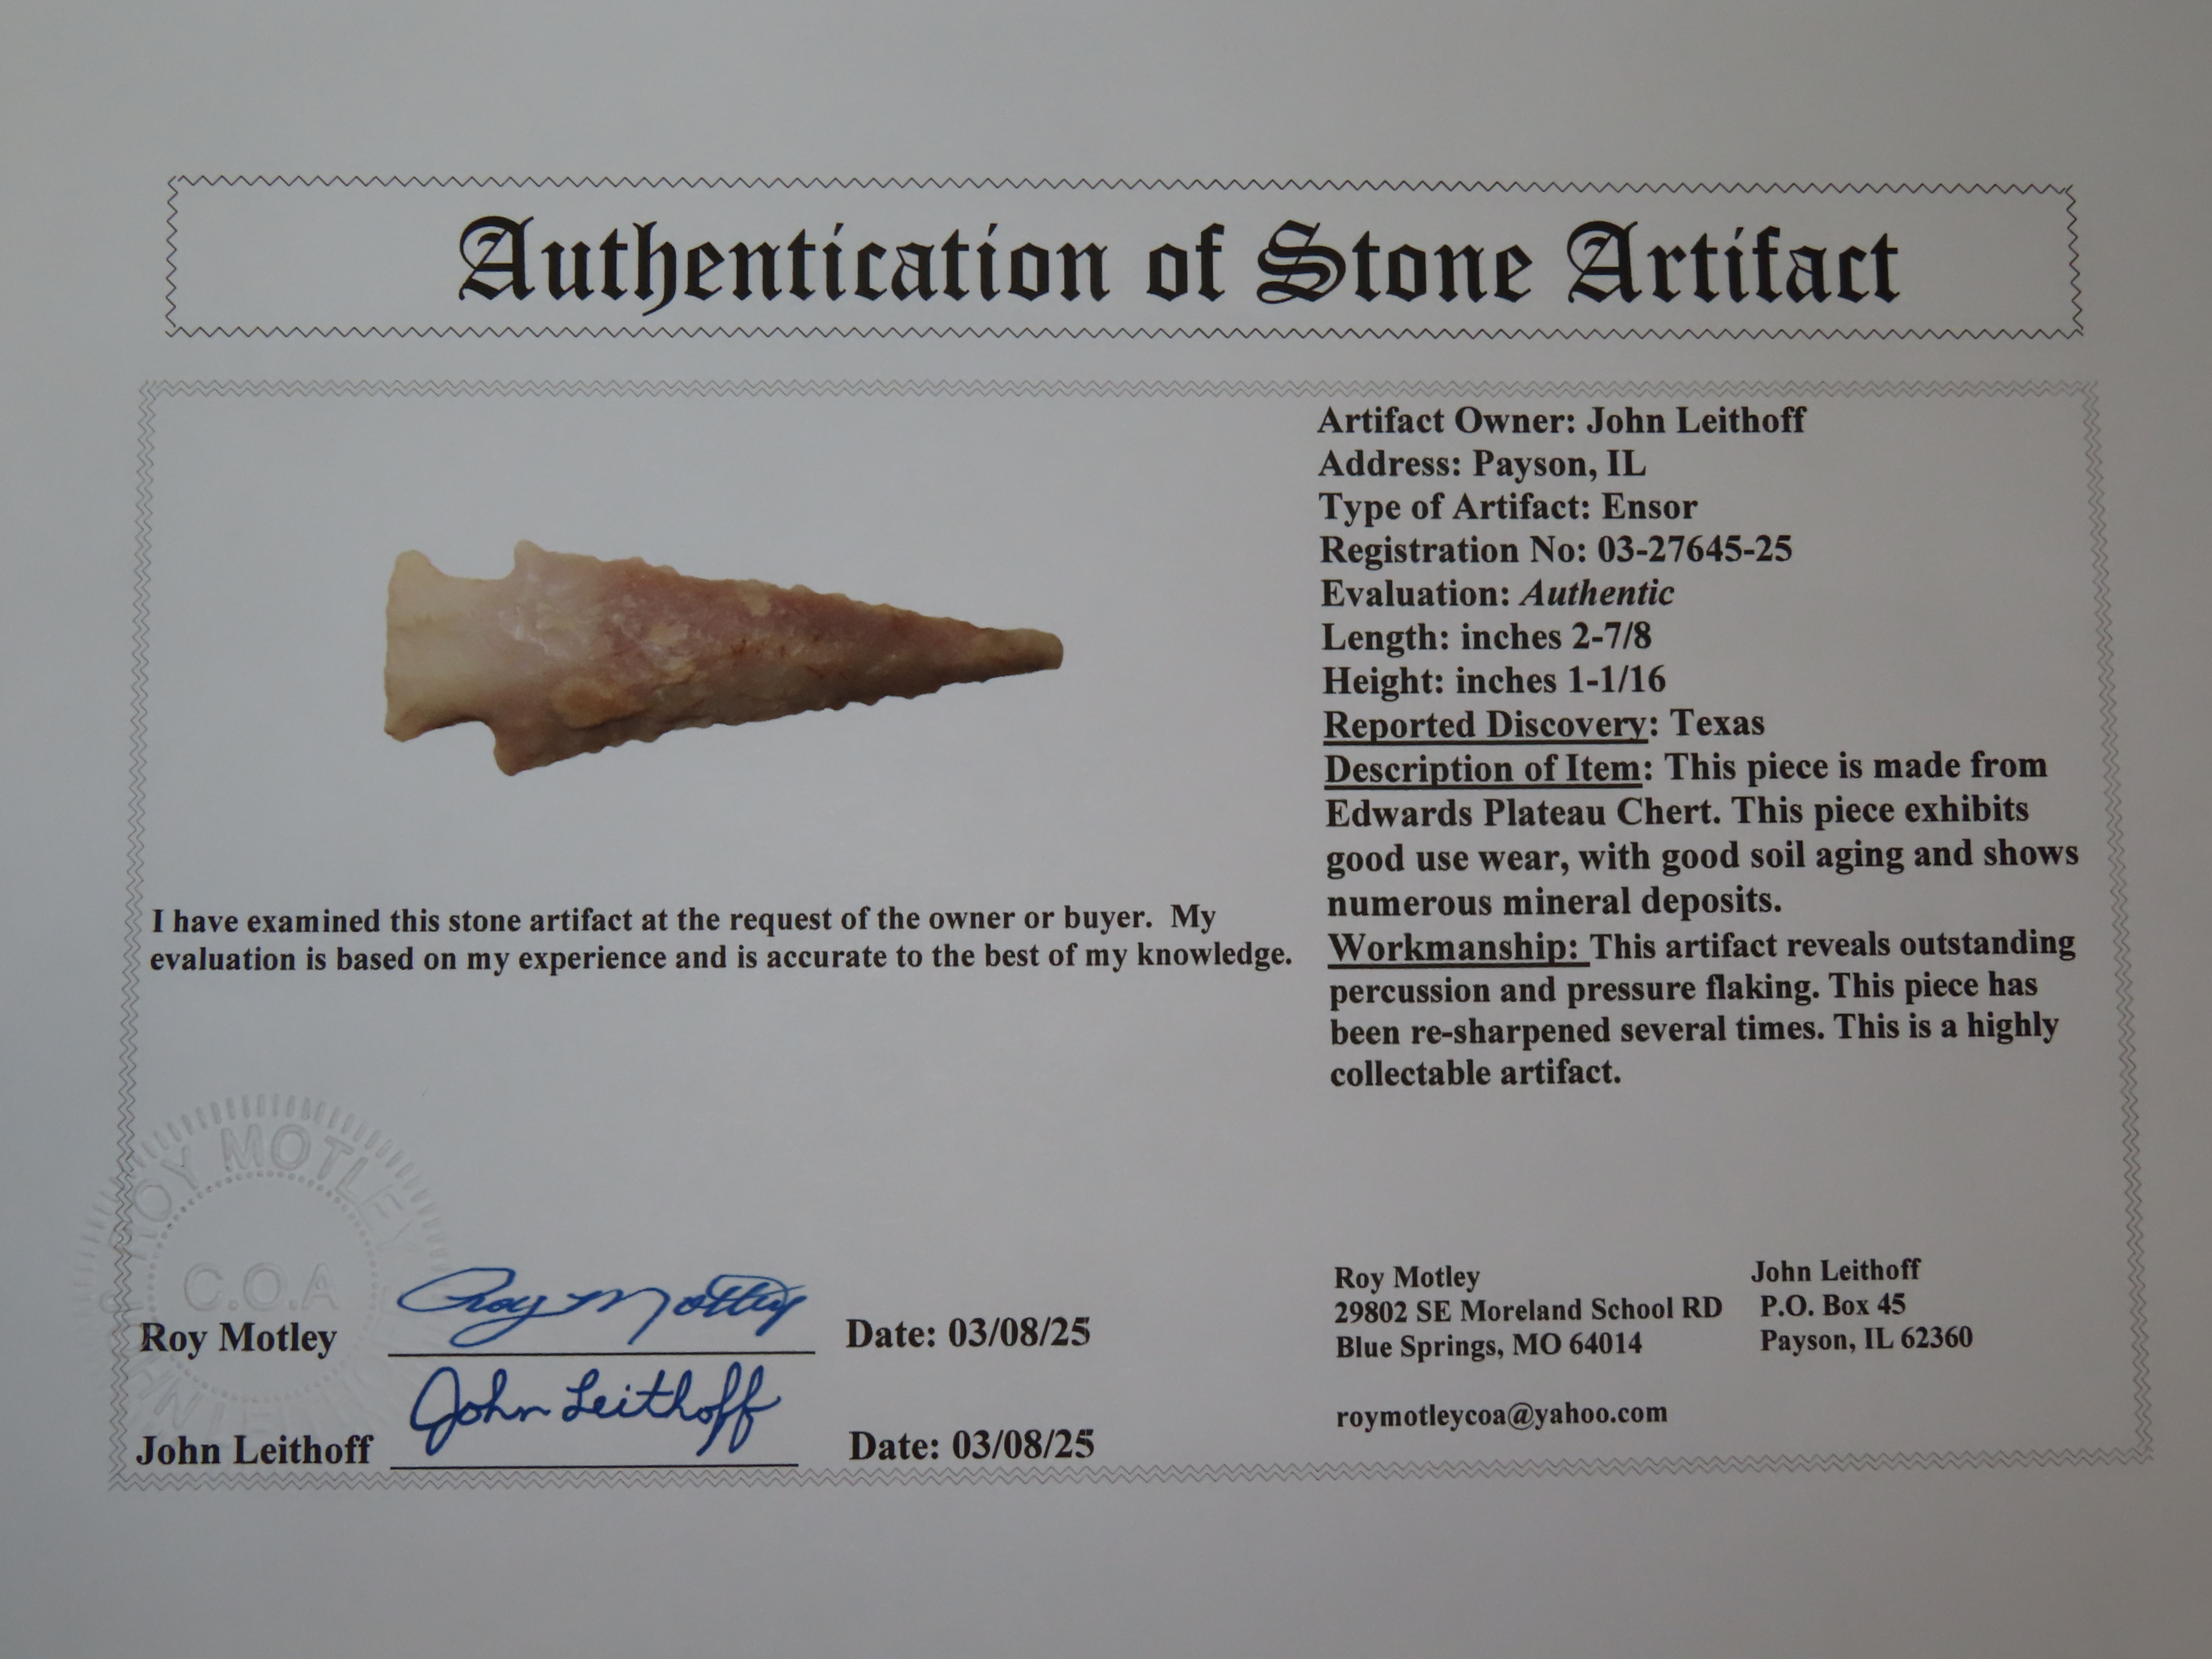 Authentication of Stone Artifact
Artifact Owner: John Leithoff
Address: Payson, IL
Type of Artifact: Ensor
Registration No: 03-27645-25
Evaluation: Authentic
Length: inches 2-7/8
Height: inches 1-1/16
Reported Discovery: Texas
Description of Item: This piece is made from
Edwards Plateau Chert. This piece exhibits
good use wear, with good soil aging and shows
numerous mineral deposits.
Workmanship: This artifact reveals outstanding
percussion and pressure flaking. This piece has
been re-sharpened several times. This is a highly
collectable artifact.
I have examined this stone artifact at the request of the owner or buyer. My
evaluation is based on my experience and is accurate to the best of my knowledge.
ROY MOTLEY
C.O.A
Roy Motley Roy Motley Date: 03/08/25
John Leithoff John Leithoff Date: 03/08/25
Roy Motley
29802 SE Moreland School RD
Blue Springs, MO 64014
roymotleycoa@yahoo.com
John Leithoff
P.O. Box 45
Payson, IL 62360